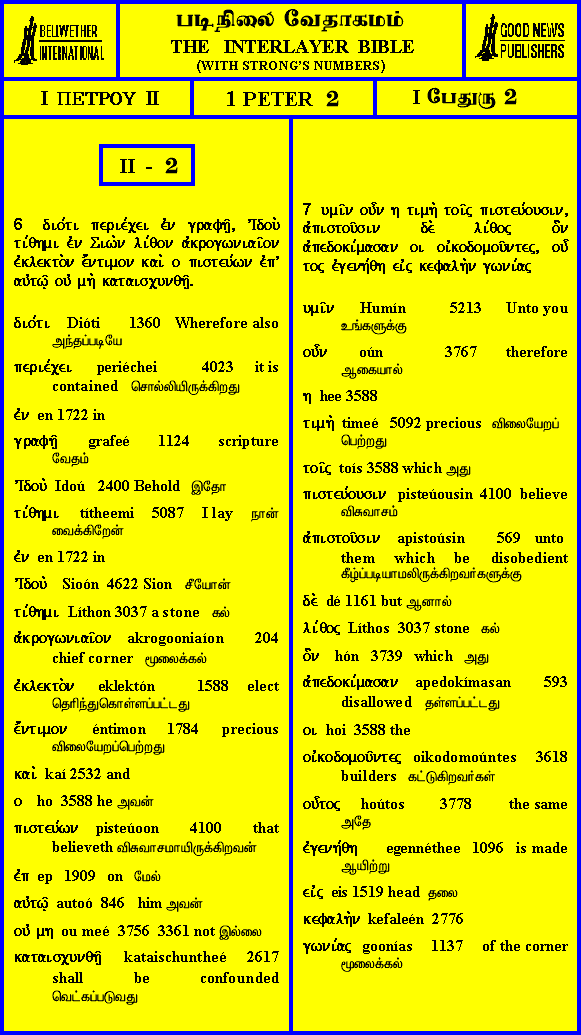 BELLWETHER
INTERNATIONAL
படிநிலை வேதாகமம்
THE INTERLAYER BIBLE
(WITH STRONG'S NUMBERS)
GOOD NEWS
PUBLISHERS
I ΠΕΤΡΟΥ II
1 PETER 2
I பேதுரு 2
II - 2
6 διότι περιέχει ἐν γραφῇ, Ἰδοὺ
τίθημι ἐν Σιὼν λίθον ἀκρογωνιαῖον
ἐκλεκτὸν ἔντιμον καὶ ο πιστεύων ἐπ'
αὐτῷ οὐ μὴ καταισχυνθῇ.
διότι Dióti 1360 Wherefore also
அந்தப்படியே
περιέχει periéchei 4023 it is
contained சொல்லியிருக்கிறது
ἐν en 1722 in
γραφῇ grafeé 1124 scripture
வேதம்
Ἰδοὺ Idoú 2400 Behold இதோ
τίθημι títheemi 5087 I lay நான்
வைக்கிறேன்
ἐν en 1722 in
Ἰδοὺ Sioón 4622 Sion சீயோன்
τίθημι Líthon 3037 a stone கல்
ἀκρογωνιαῖον akrogooniaíon 204
chief corner மூலைக்கல்
ἐκλεκτὸν eklektón 1588 elect
தெரிந்துகொள்ளப்பட்டது
ἔντιμον éntimon 1784 precious
விலையேறப்பெற்றது
καὶ kaí 2532 and
ο ho 3588 he அவன்
πιστεύων pisteúoon 4100 that
believeth விசுவாசமாயிருக்கிறவன்
ἐπ ep 1909 on மேல்
αὐτῷ autoó 846 him அவன்
οὐ μη ou meé 3756 3361 not இல்லை
καταισχυνθῇ kataischuntheé 2617
shall be confounded
வெட்கப்படுவது
7 υμῖν οὖν η τιμὴ τοῖς πιστεύουσιν,
ἀπιστοῦσιν δὲ λίθος ὃν
ἀπεδοκίμασαν οι οἰκοδομοῦντες, οὗ
τος ἐγενήθη εἰς κεφαλὴν γωνίας
υμῖν Humín 5213 Unto you
உங்களுக்கு
οὖν oún 3767 therefore
ஆகையால்
η hee 3588
τιμὴ timeé 5092 precious விலையேறப்
பெற்றது
τοῖς toís 3588 which அது
πιστεύουσιν pisteúousin 4100 believe
விசுவாசம்
ἀπιστοῦσιν apistoúsin 569 unto
them which be disobedient
கீழ்ப்படியாமலிருக்கிறவர்களுக்கு
δὲ dé 1161 but ஆனால்
λίθος Líthos 3037 stone கல்
ὃν hón 3739 which அது
ἀπεδοκίμασαν apedokímasan 593
disallowed தள்ளப்பட்டது
οι hoi 3588 the
οἰκοδομοῦντες oikodomoúntes 3618
builders கட்டுகிறவர்கள்
οὗτος hoútos 3778 the same
அதே
ἐγενήθη egennéthee 1096 is made
ஆயிற்று
εἰς eis 1519 head தலை
κεφαλὴν kefaleén 2776
γωνίας goonías 1137 of the corner
மூலைக்கல்